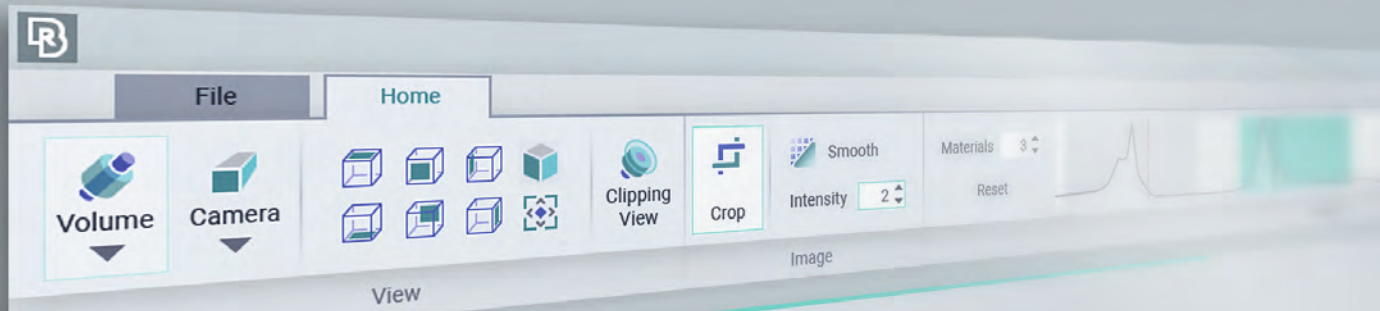 File
Home
Volume
Camera
Clipping
View
Crop
Smooth
Intensity 2
Materials 3
Reset
View
Image